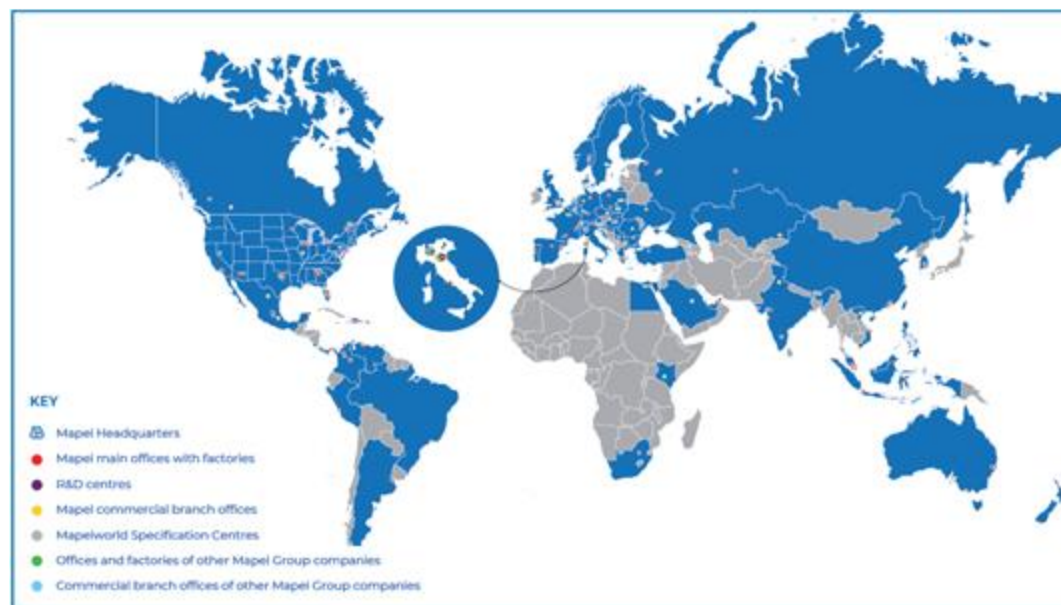 KEY
Mapei Headquarters
Mapei main offices with factories
R&D centres
Mapei commercial branch offices
Mapeiworld Specification Centres
Offices and factories of other Mapei Group companies
Commercial branch offices of other Mapei Group companies